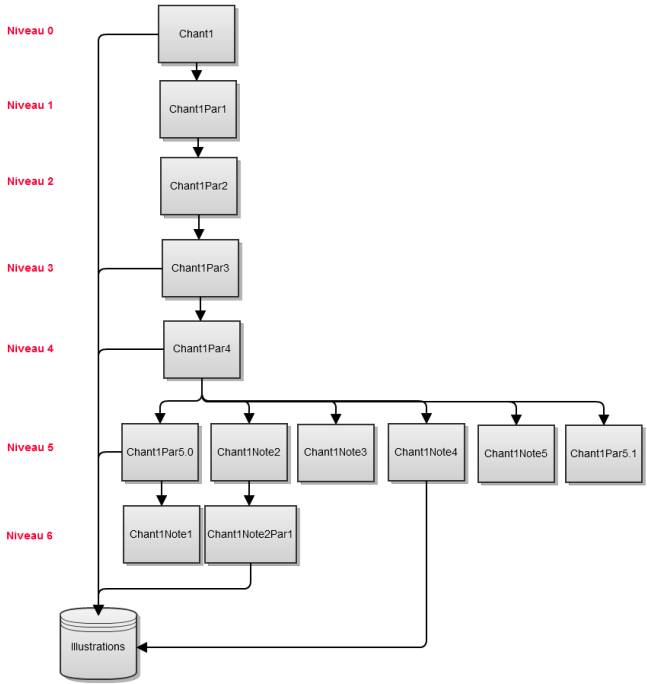 Niveau 0
Chant1
Niveau 1
Chant1Par1
Niveau 2
Chant1Par2
Niveau 3
Chant1Par3
Niveau 4
Chant1Par4
Niveau 5
Chant1Par5.0
Chant1Note2
Chant1Note3
Chant1Note4
Chant1Note5
Chant1Par5.1
Niveau 6
Chant1Note1
Chant1Note2Par1
Illustrations